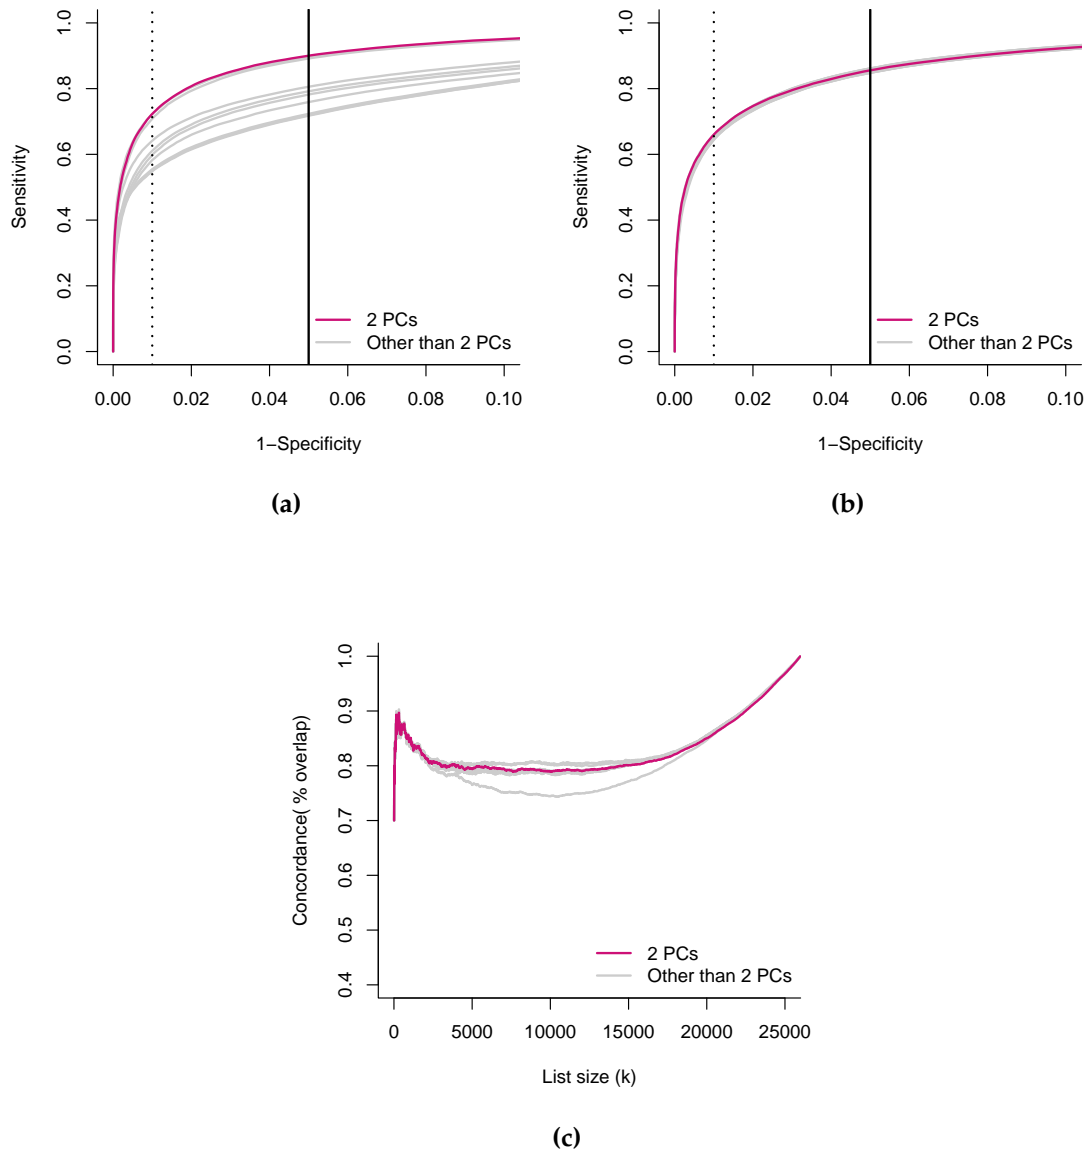 1.0
0.8
0.6
0.4
0.2
0.0
Sensitivity
2 PCs
Other than 2 PCs
0.00 0.02 0.04 0.06 0.08 0.10
1−Specificity
(a)
1.0
0.8
0.6
0.4
0.2
0.0
Sensitivity
2 PCs
Other than 2 PCs
0.00 0.02 0.04 0.06 0.08 0.10
1−Specificity
(b)
1.0
0.9
0.8
0.7
0.6
0.5
0.4
Concordance( % overlap)
2 PCs
Other than 2 PCs
0 5000 10000 15000 20000 25000
List size (k)
(c)